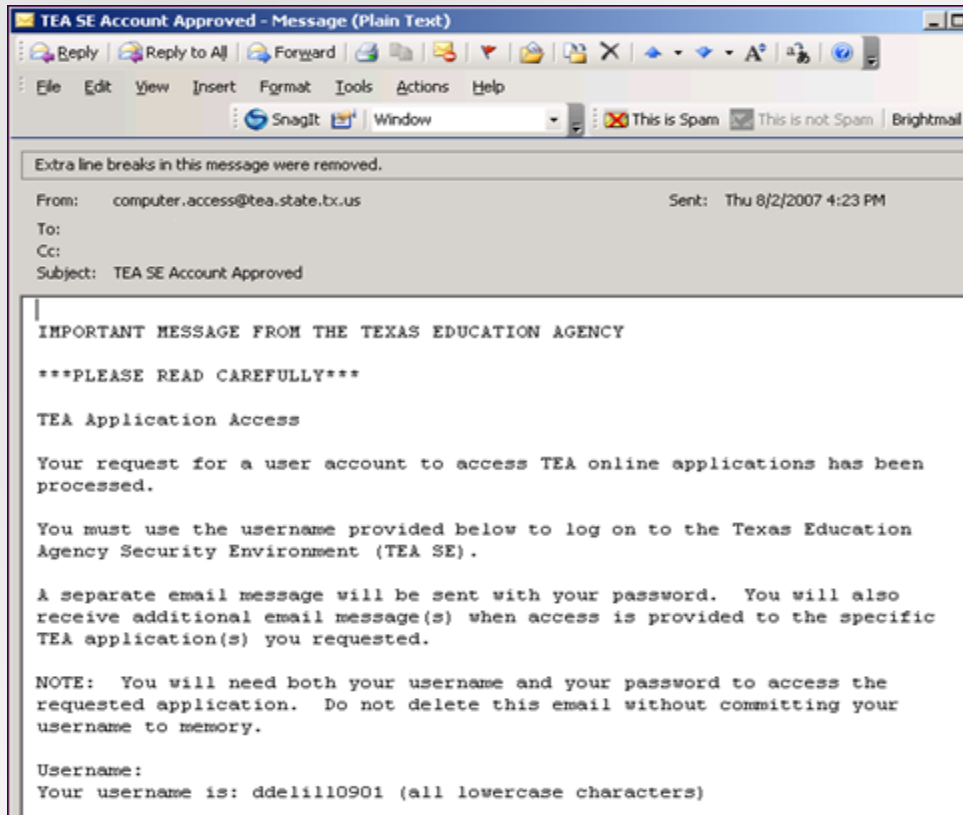 TEA SE Account Approved - Message (Plain Text)
Reply Reply to All Forward
File Edit View Insert Format Tools Actions Help
SnagIt Window This is Spam This is not Spam Brightmail
Extra line breaks in this message were removed.
From: computer.access@tea.state.tx.us Sent: Thu 8/2/2007 4:23 PM
To:
Cc:
Subject: TEA SE Account Approved
IMPORTANT MESSAGE FROM THE TEXAS EDUCATION AGENCY
***PLEASE READ CAREFULLY***
TEA Application Access
Your request for a user account to access TEA online applications has been
processed.
You must use the username provided below to log on to the Texas Education
Agency Security Environment (TEA SE).
A separate email message will be sent with your password. You will also
receive additional email message(s) when access is provided to the specific
TEA application(s) you requested.
NOTE: You will need both your username and your password to access the
requested application. Do not delete this email without committing your
username to memory.
Username:
Your username is: ddelill0901 (all lowercase characters)